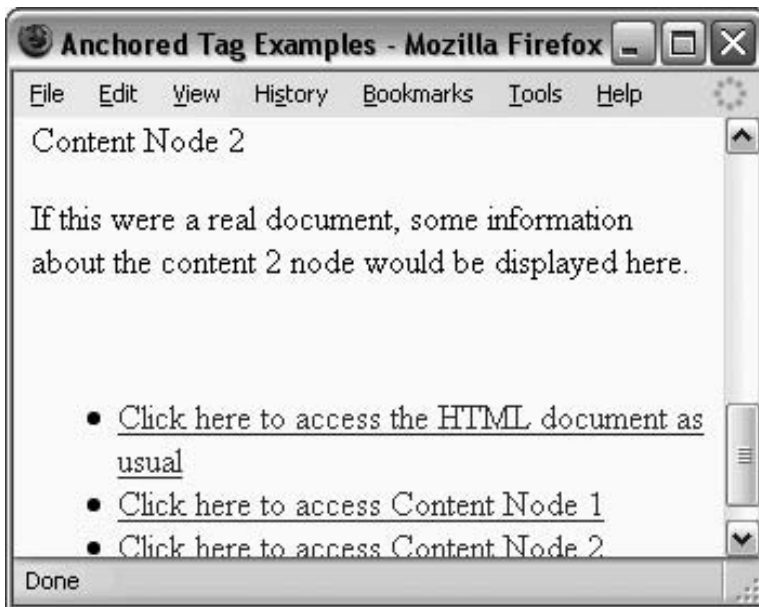 Anchored Tag Examples - Mozilla Firefox
File Edit View History Bookmarks Tools Help
Content Node 2
If this were a real document, some information
about the content 2 node would be displayed here.
Click here to access the HTML document as
usual
Click here to access Content Node 1
Click here to access Content Node 2
Done